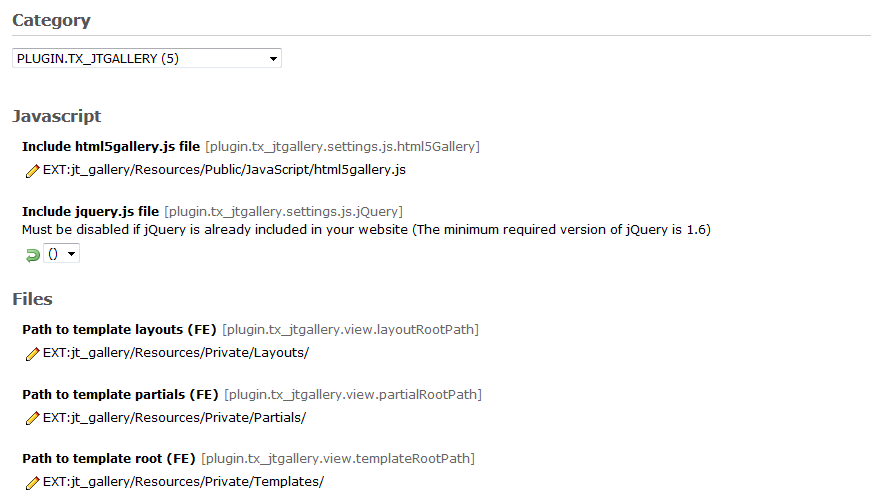 Category
PLUGIN.TX_JTGALLERY (5)
Javascript
Include html5gallery.js file [plugin.tx_jtgallery.settings.js.html5Gallery]
EXT:jt_gallery/Resources/Public/JavaScript/html5gallery.js
Include jquery.js file [plugin.tx_jtgallery.settings.js.jQuery]
Must be disabled if jQuery is already included in your website (The minimum required version of jQuery is 1.6)
()
Files
Path to template layouts (FE) [plugin.tx_jtgallery.view.layoutRootPath]
EXT:jt_gallery/Resources/Private/Layouts/
Path to template partials (FE) [plugin.tx_jtgallery.view.partialRootPath]
EXT:jt_gallery/Resources/Private/Partials/
Path to template root (FE) [plugin.tx_jtgallery.view.templateRootPath]
EXT:jt_gallery/Resources/Private/Templates/